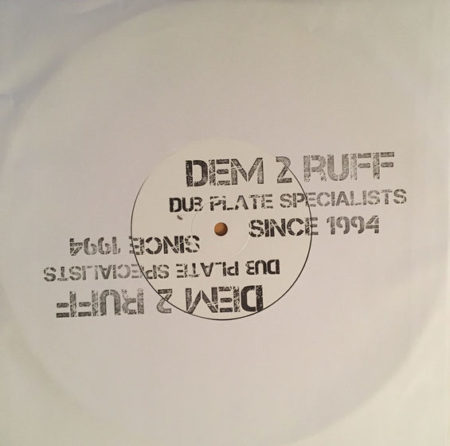 DEM 2 RUFF
DUB PLATE SPECIALISTS
SINCE 1994
DEM 2 RUFF
DUB PLATE SPECIALISTS
SINCE 1994